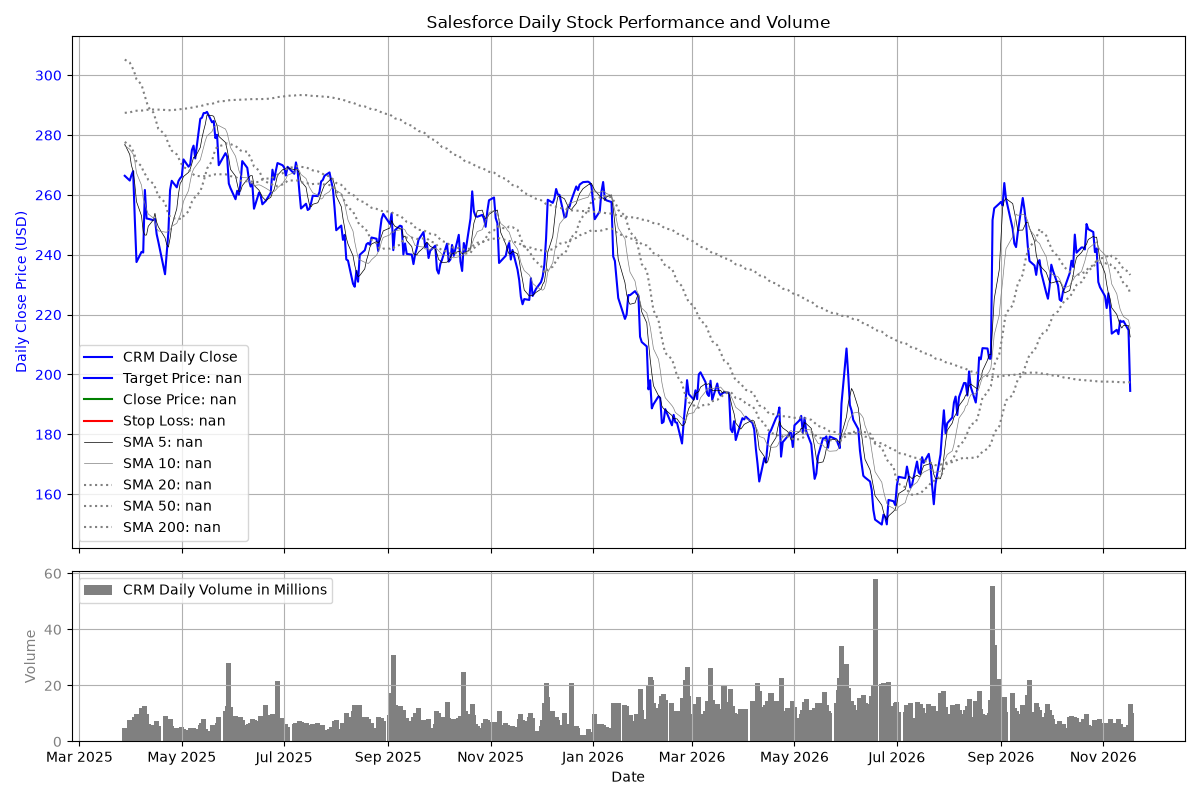 Salesforce Daily Stock Performance and Volume
Daily Close Price (USD)
300
280
260
240
220
200
180
160
CRM Daily Close
Target Price: nan
Close Price: nan
Stop Loss: nan
SMA 5: nan
SMA 10: nan
SMA 20: nan
SMA 50: nan
SMA 200: nan
Volume
60
40
20
0
CRM Daily Volume in Millions
Mar 2025 May 2025 Jul 2025 Sep 2025 Nov 2025 Jan 2026 Mar 2026 May 2026 Jul 2026 Sep 2026 Nov 2026
Date